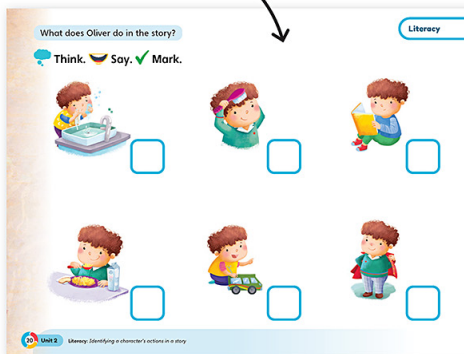 Literacy
What does Oliver do in the story?
Think. Say. Mark.
20 Unit 2 Literacy: Identifying a character's actions in a story